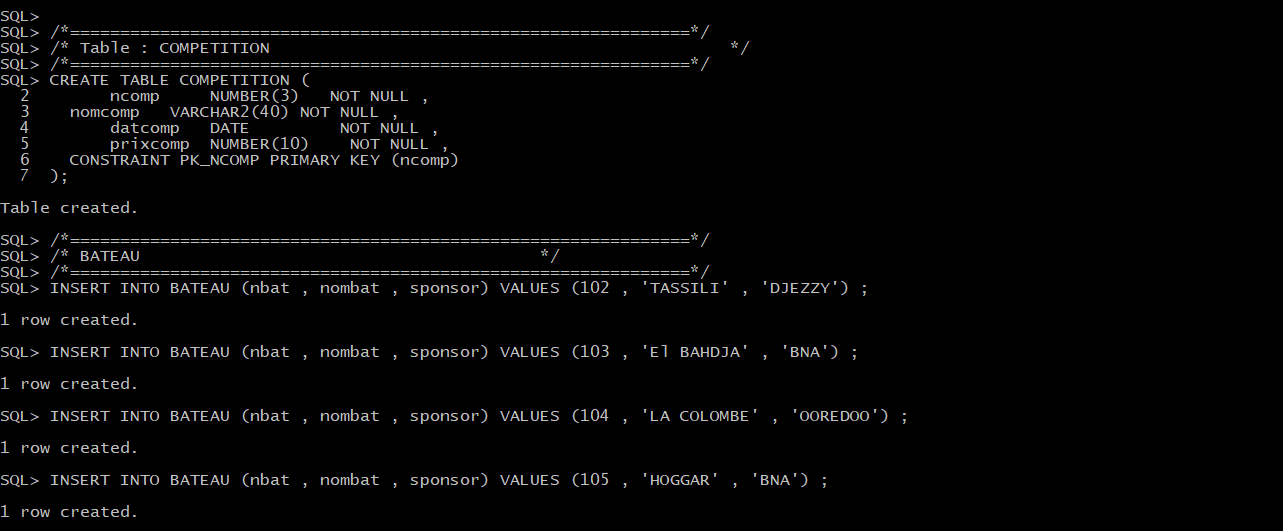 SQL>
SQL> /*==============================================================*/
SQL> /* Table : COMPETITION                                              */
SQL> /*==============================================================*/
SQL> CREATE TABLE COMPETITION (
  2        ncomp     NUMBER(3)   NOT NULL ,
  3    nomcomp   VARCHAR2(40) NOT NULL ,
  4        datcomp   DATE         NOT NULL ,
  5        prixcomp  NUMBER(10)    NOT NULL ,
  6    CONSTRAINT PK_NCOMP PRIMARY KEY (ncomp)
  7  );
Table created.
SQL> /*==============================================================*/
SQL> /* BATEAU                                        */
SQL> /*==============================================================*/
SQL> INSERT INTO BATEAU (nbat , nombat , sponsor) VALUES (102 , 'TASSILI' , 'DJEZZY') ;
1 row created.
SQL> INSERT INTO BATEAU (nbat , nombat , sponsor) VALUES (103 , 'El BAHDJA' , 'BNA') ;
1 row created.
SQL> INSERT INTO BATEAU (nbat , nombat , sponsor) VALUES (104 , 'LA COLOMBE' , 'OOREDOO') ;
1 row created.
SQL> INSERT INTO BATEAU (nbat , nombat , sponsor) VALUES (105 , 'HOGGAR' , 'BNA') ;
1 row created.